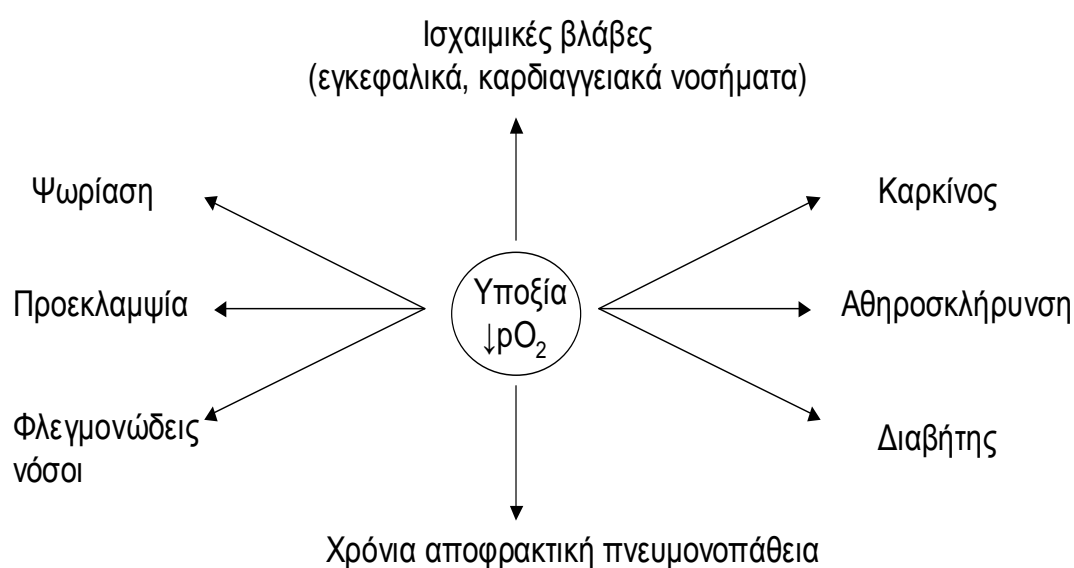 Ισχαιμικές βλάβες
(εγκεφαλικά, καρδιαγγειακά νοσήματα)
Ψωρίαση
Καρκίνος
Υποξία
↓pO₂
Προεκλαμψία
Αθηροσκλήρυνση
Φλεγμονώδεις
νόσοι
Διαβήτης
Χρόνια αποφρακτική πνευμονοπάθεια